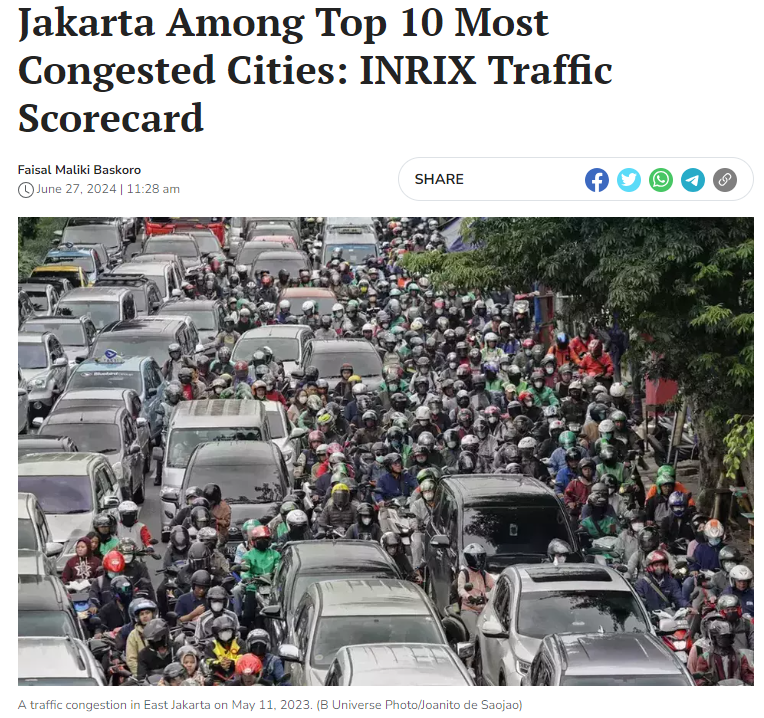 Jakarta Among Top 10 Most
Congested Cities: INRIX Traffic
Scorecard
Faisal Maliki Baskoro
June 27, 2024 | 11:28 am
SHARE
A traffic congestion in East Jakarta on May 11, 2023. (B Universe Photo/Joanito de Saojao)